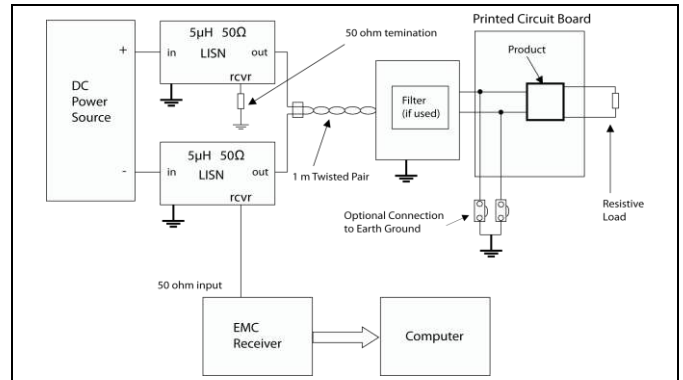 Printed Circuit Board
5µH 50Ω
in
out
LISN
rcvr
50 ohm temination
Product
+
DC
Power
Source
-
Filter
(if used)
5µH 50Ω
in
out
LISN
rcvr
1 m Twisted Pair
Optional Connection
to Earth Ground
Resistive
Load
50 ohm input
EMC
Receiver
Computer